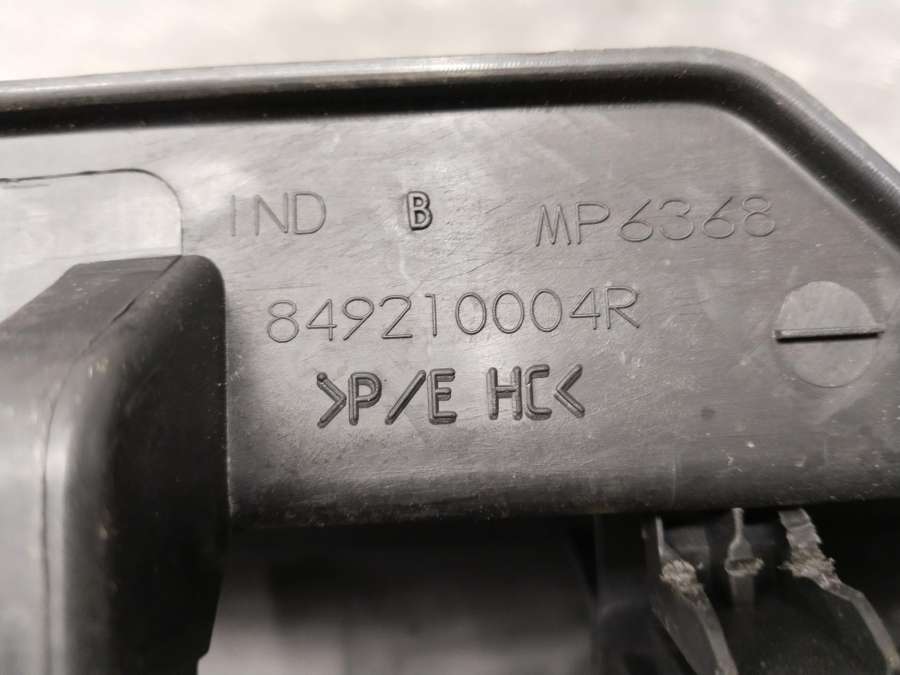 IND B MP6368
849210004R
>P/E HC<